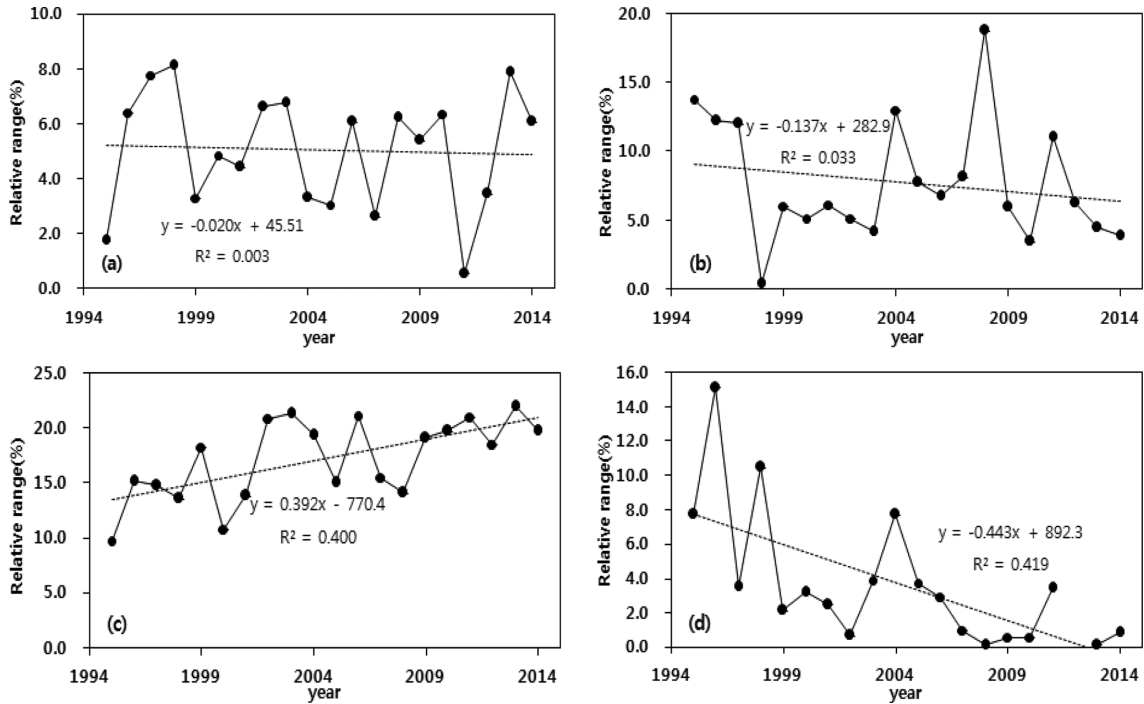 10.0
8.0
6.0
4.0
2.0
0.0
Relative range(%)
y = -0.020x + 45.51
R² = 0.003
(a)
1994 1999 2004 2009 2014
year
20.0
15.0
10.0
5.0
0.0
Relative range(%)
y = -0.137x + 282.9
R² = 0.033
(b)
1994 1999 2004 2009 2014
year
25.0
20.0
15.0
10.0
5.0
0.0
Relative range(%)
y = 0.392x - 770.4
R² = 0.400
(c)
1994 1999 2004 2009 2014
year
16.0
14.0
12.0
10.0
8.0
6.0
4.0
2.0
0.0
Relative range(%)
y = -0.443x + 892.3
R² = 0.419
(d)
1994 1999 2004 2009 2014
year